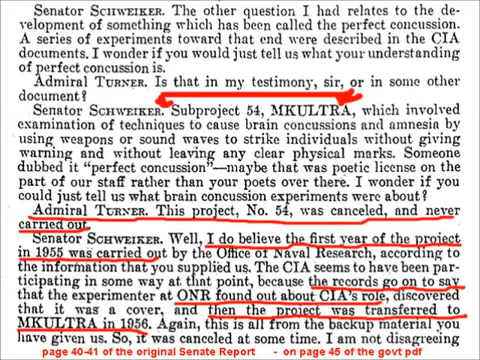 Senator SCHWEIKER. The other question I had relates to the de-
velopment of something which has been called the perfect concussion.
A series of experiments toward that end were described in the CIA
documents. I wonder if you would just tell us what your understanding
of perfect concussion is.
Admiral TURNER. Is that in my testimony, sir, or in some other
document?
Senator SCHWEIKER. Subproject 54, MKULTRA, which involved
examination of techniques to cause brain concussions and amnesia by
using weapons or sound waves to strike individuals without giving
warning and without leaving any clear physical marks. Someone
dubbed it "perfect concussion"—maybe that was poetic license on the
part of our staff rather than your poets over there. I wonder if you
could just tell us what brain concussion experiments were about?
Admiral TURNER. This project, No. 54, was canceled, and never
carried out.
Senator SCHWEIKER. Well, I do believe the first year of the project
in 1955 was carried out by the Office of Naval Research, according to
the information that you supplied us. The CIA seems to have been par-
ticipating in some way at that point, because the records go on to say
that the experimenter at ONR found out about CIA's role, discovered
that it was a cover, and then the project was transferred to
MKULTRA in 1956. Again, this is all from the backup material you
have given us. So, it was canceled at some time. I am not disagreeing
page 40-41 of the original Senate Report - on page 45 of the govt pdf